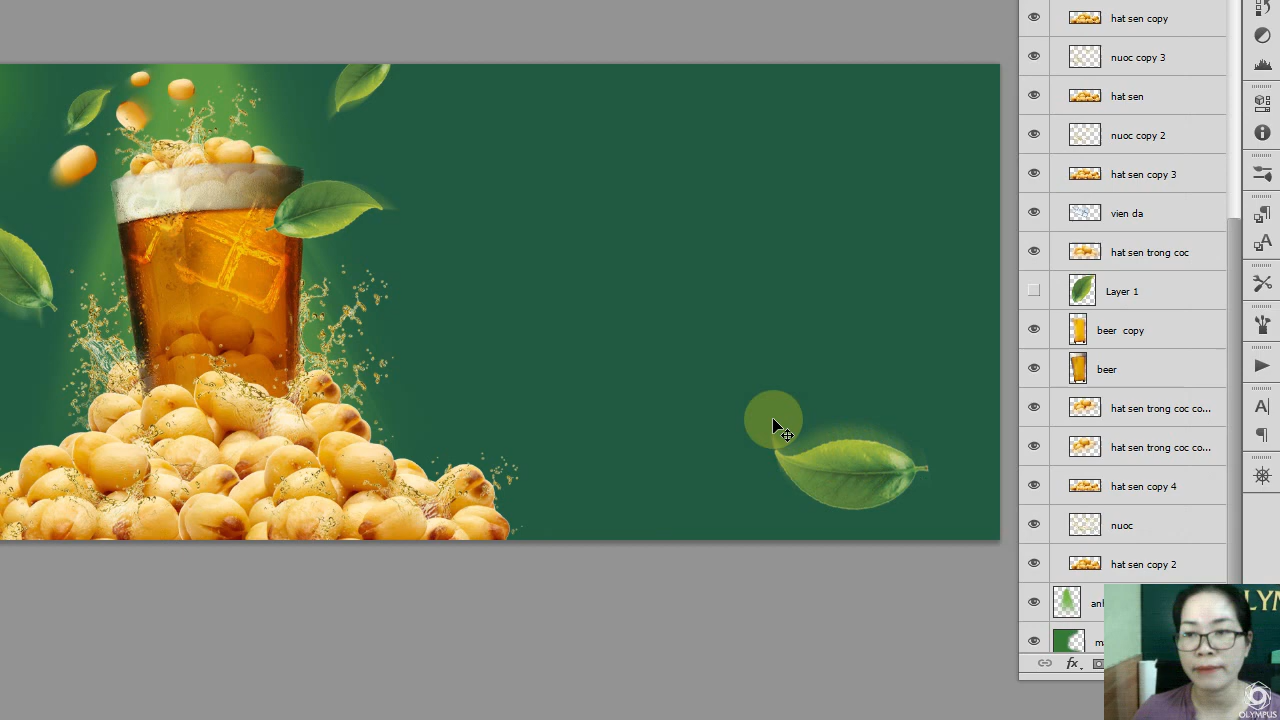 hat sen copy
nuoc copy 3
hat sen
nuoc copy 2
hat sen copy 3
vien da
hat sen trong coc
Layer 1
beer copy
beer
hat sen trong coc co...
hat sen trong coc co...
hat sen copy 4
nuoc
hat sen copy 2
fx
OLYMPUS